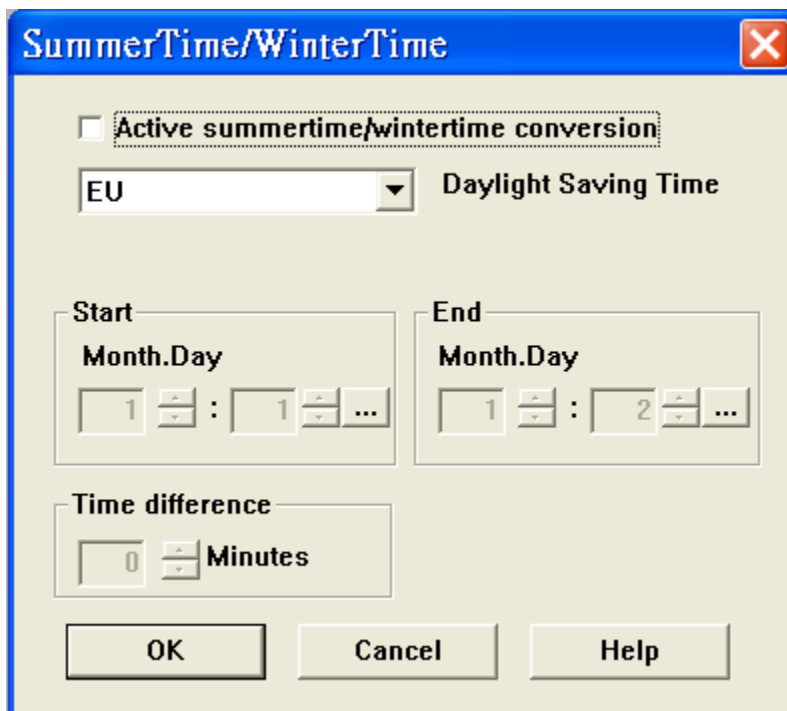 SummerTime/WinterTime
Active summertime/wintertime conversion
EU
Daylight Saving Time
Start
Month.Day
1 : 1 ...
End
Month.Day
1 : 2 ...
Time difference
0 Minutes
OK
Cancel
Help